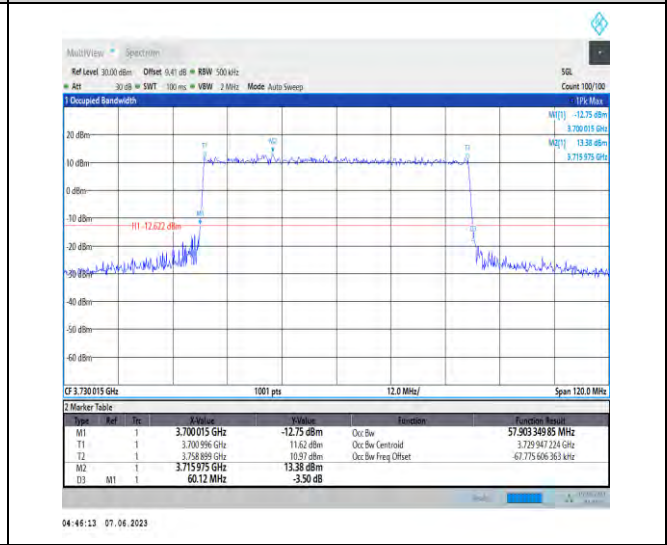 MultiView Spectrum
Ref Level 30.00 dBm Offset 9.41 dB RBW 500 kHz SGL
Att 30 dB SWT 100 ms VBW 2 MHz Mode Auto Sweep Count 100/100
1 Occupied Bandwidth 1Pk Max
M1[1] -12.75 dBm
3.700 015 GHz
M2[1] 13.38 dBm
3.715 975 GHz
20 dBm
T1 M2 T2
10 dBm
0 dBm
-10 dBm
M1
H1 -12.622 dBm
D3
-20 dBm
-30 dBm
-40 dBm
-50 dBm
-60 dBm
CF 3.730 015 GHz 1001 pts 12.0 MHz/ Span 120.0 MHz
2 Marker Table
Type Ref Trc X-Value Y-Value Function Function Result
M1 1 3.700 015 GHz -12.75 dBm Occ Bw 57.903 349 85 MHz
T1 1 3.700 996 GHz 11.62 dBm Occ Bw Centroid 3.729 947 224 GHz
T2 1 3.758 899 GHz 10.97 dBm Occ Bw Freq Offset -67.775 606 363 kHz
M2 1 3.715 975 GHz 13.38 dBm
D3 M1 1 60.12 MHz -3.50 dB
04:46:13 07.06.2023